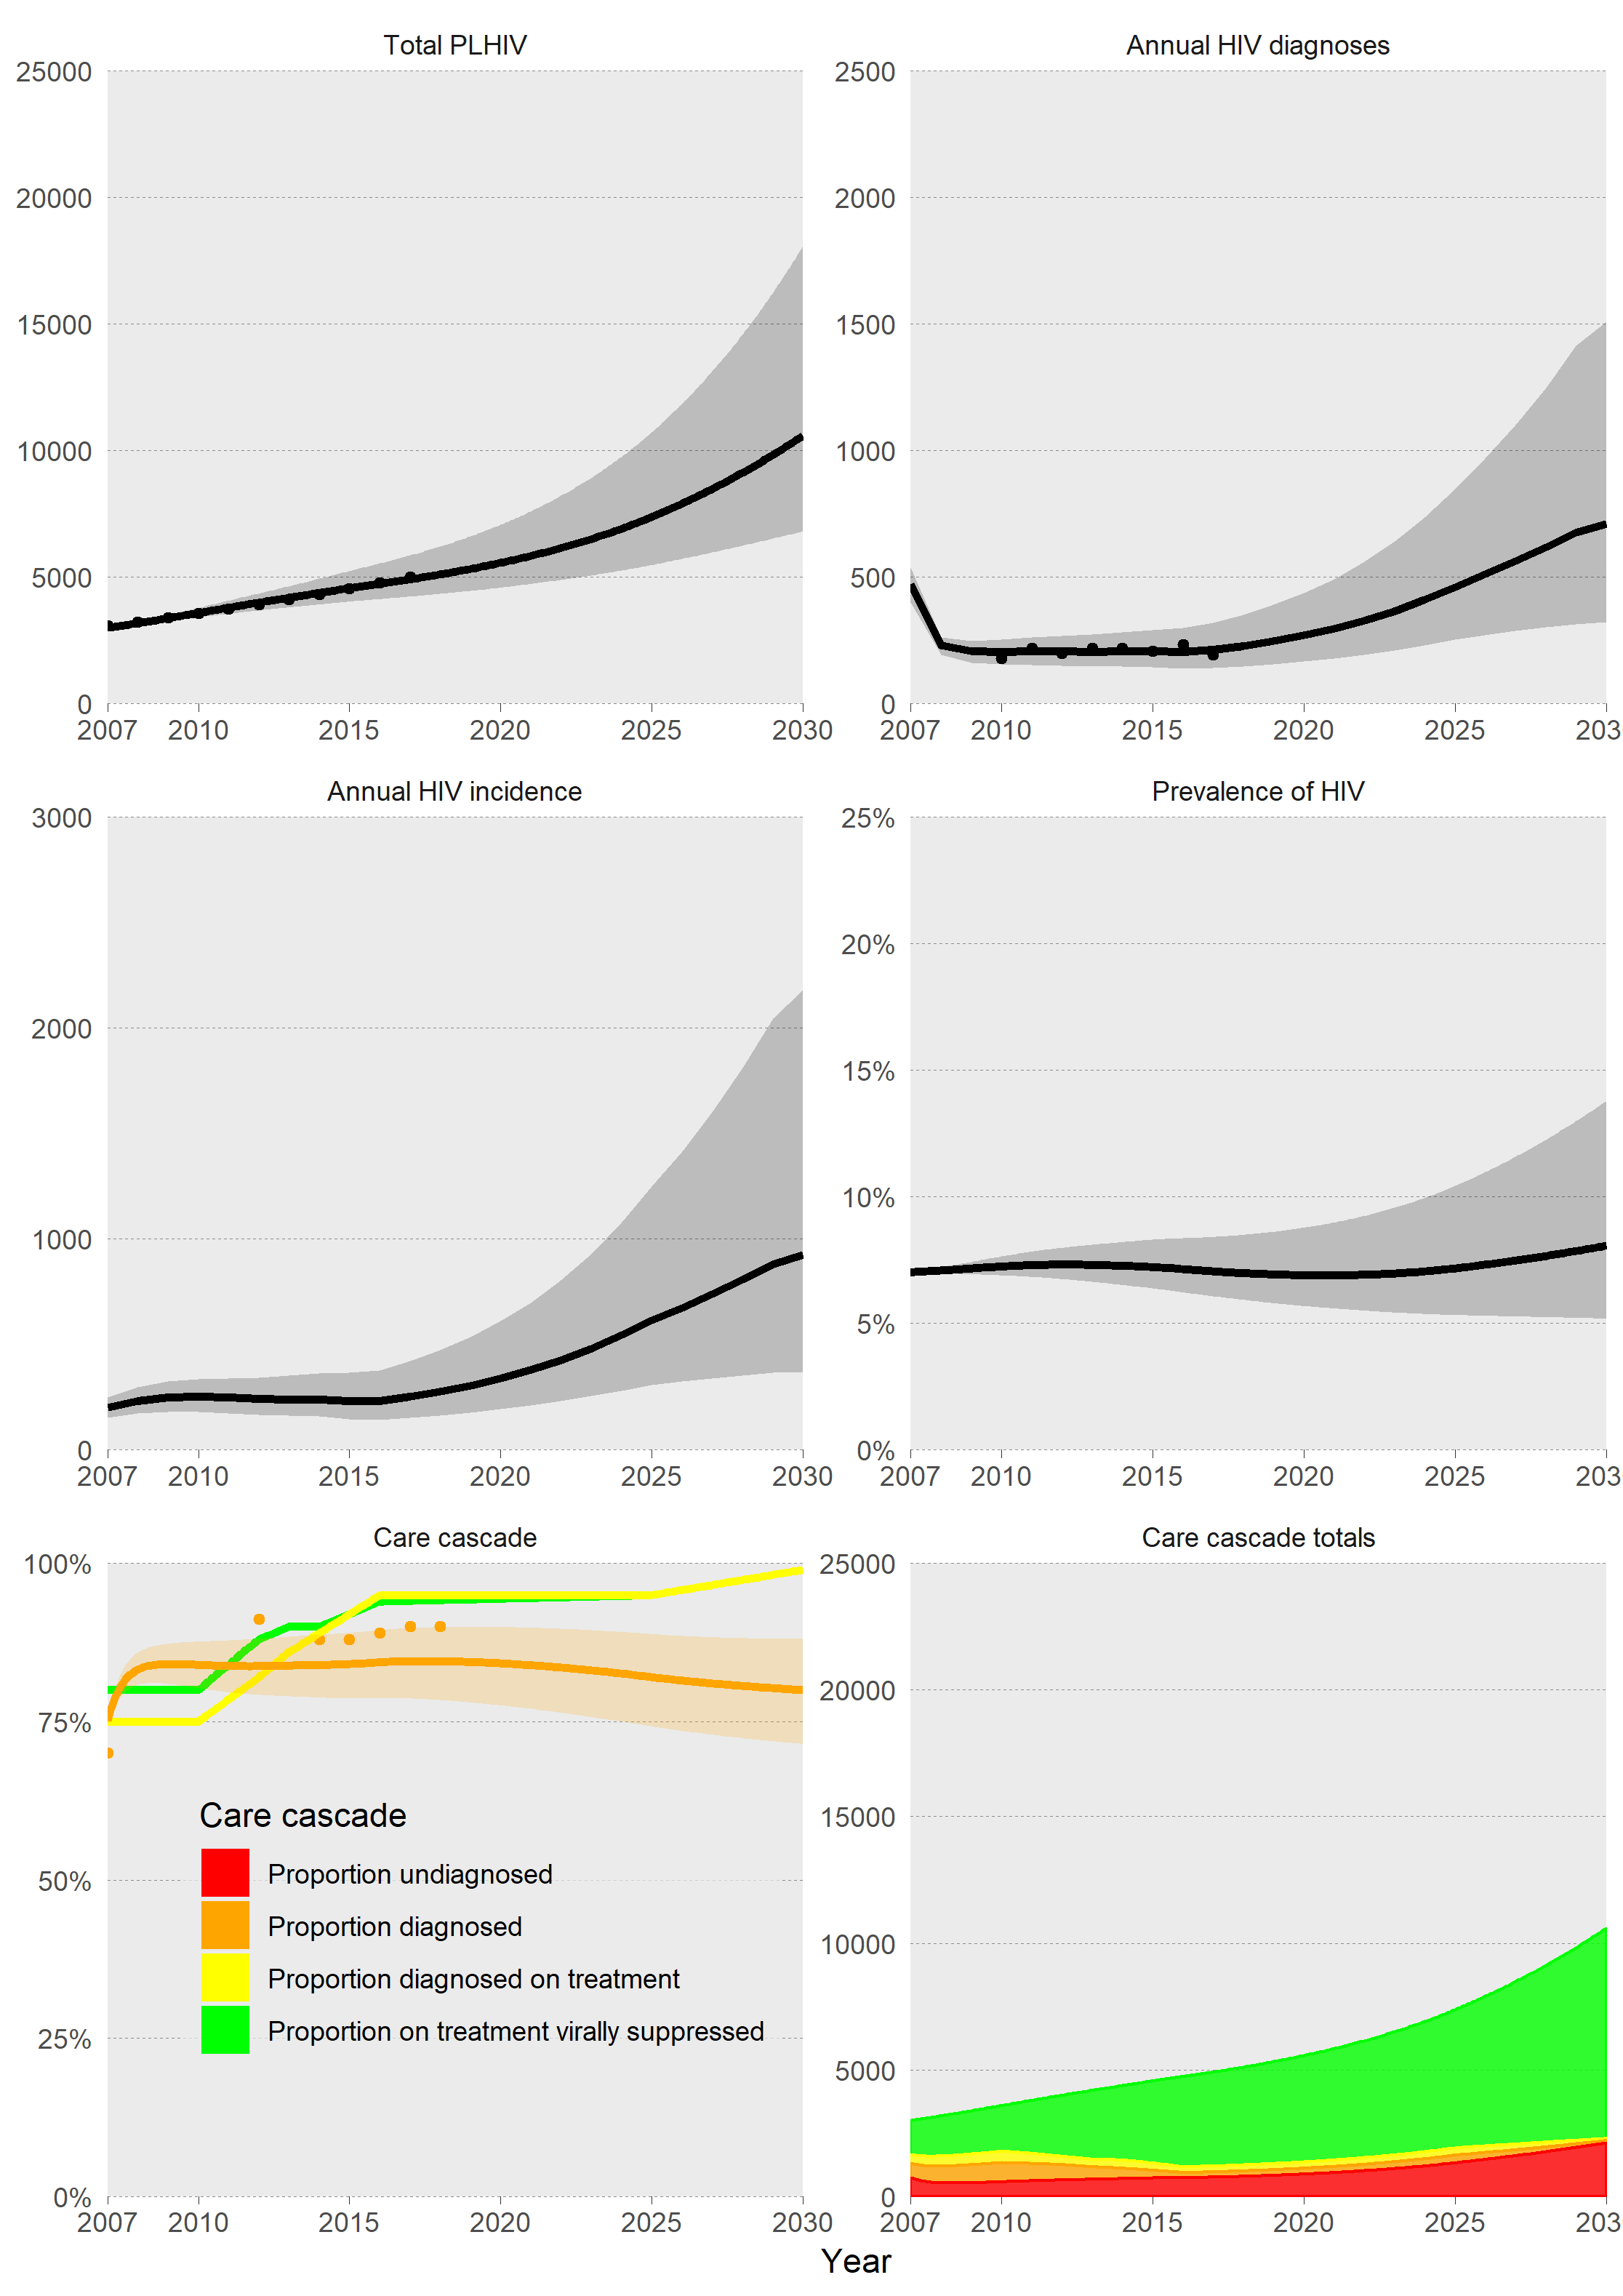 Total PLHIV
Annual HIV diagnoses
25000
20000
15000
10000
5000
0
2007 2010 2015 2020 2025 2030
2500
2000
1500
1000
500
0
2007 2010 2015 2020 2025 203
Annual HIV incidence
Prevalence of HIV
3000
2000
1000
0
2007 2010 2015 2020 2025 2030
25%
20%
15%
10%
5%
0%
2007 2010 2015 2020 2025 203
Care cascade
Care cascade totals
100%
75%
50%
25%
0%
Care cascade
Proportion undiagnosed
Proportion diagnosed
Proportion diagnosed on treatment
Proportion on treatment virally suppressed
2007 2010 2015 2020 2025 2030
25000
20000
15000
10000
5000
0
2007 2010 2015 2020 2025 203
Year